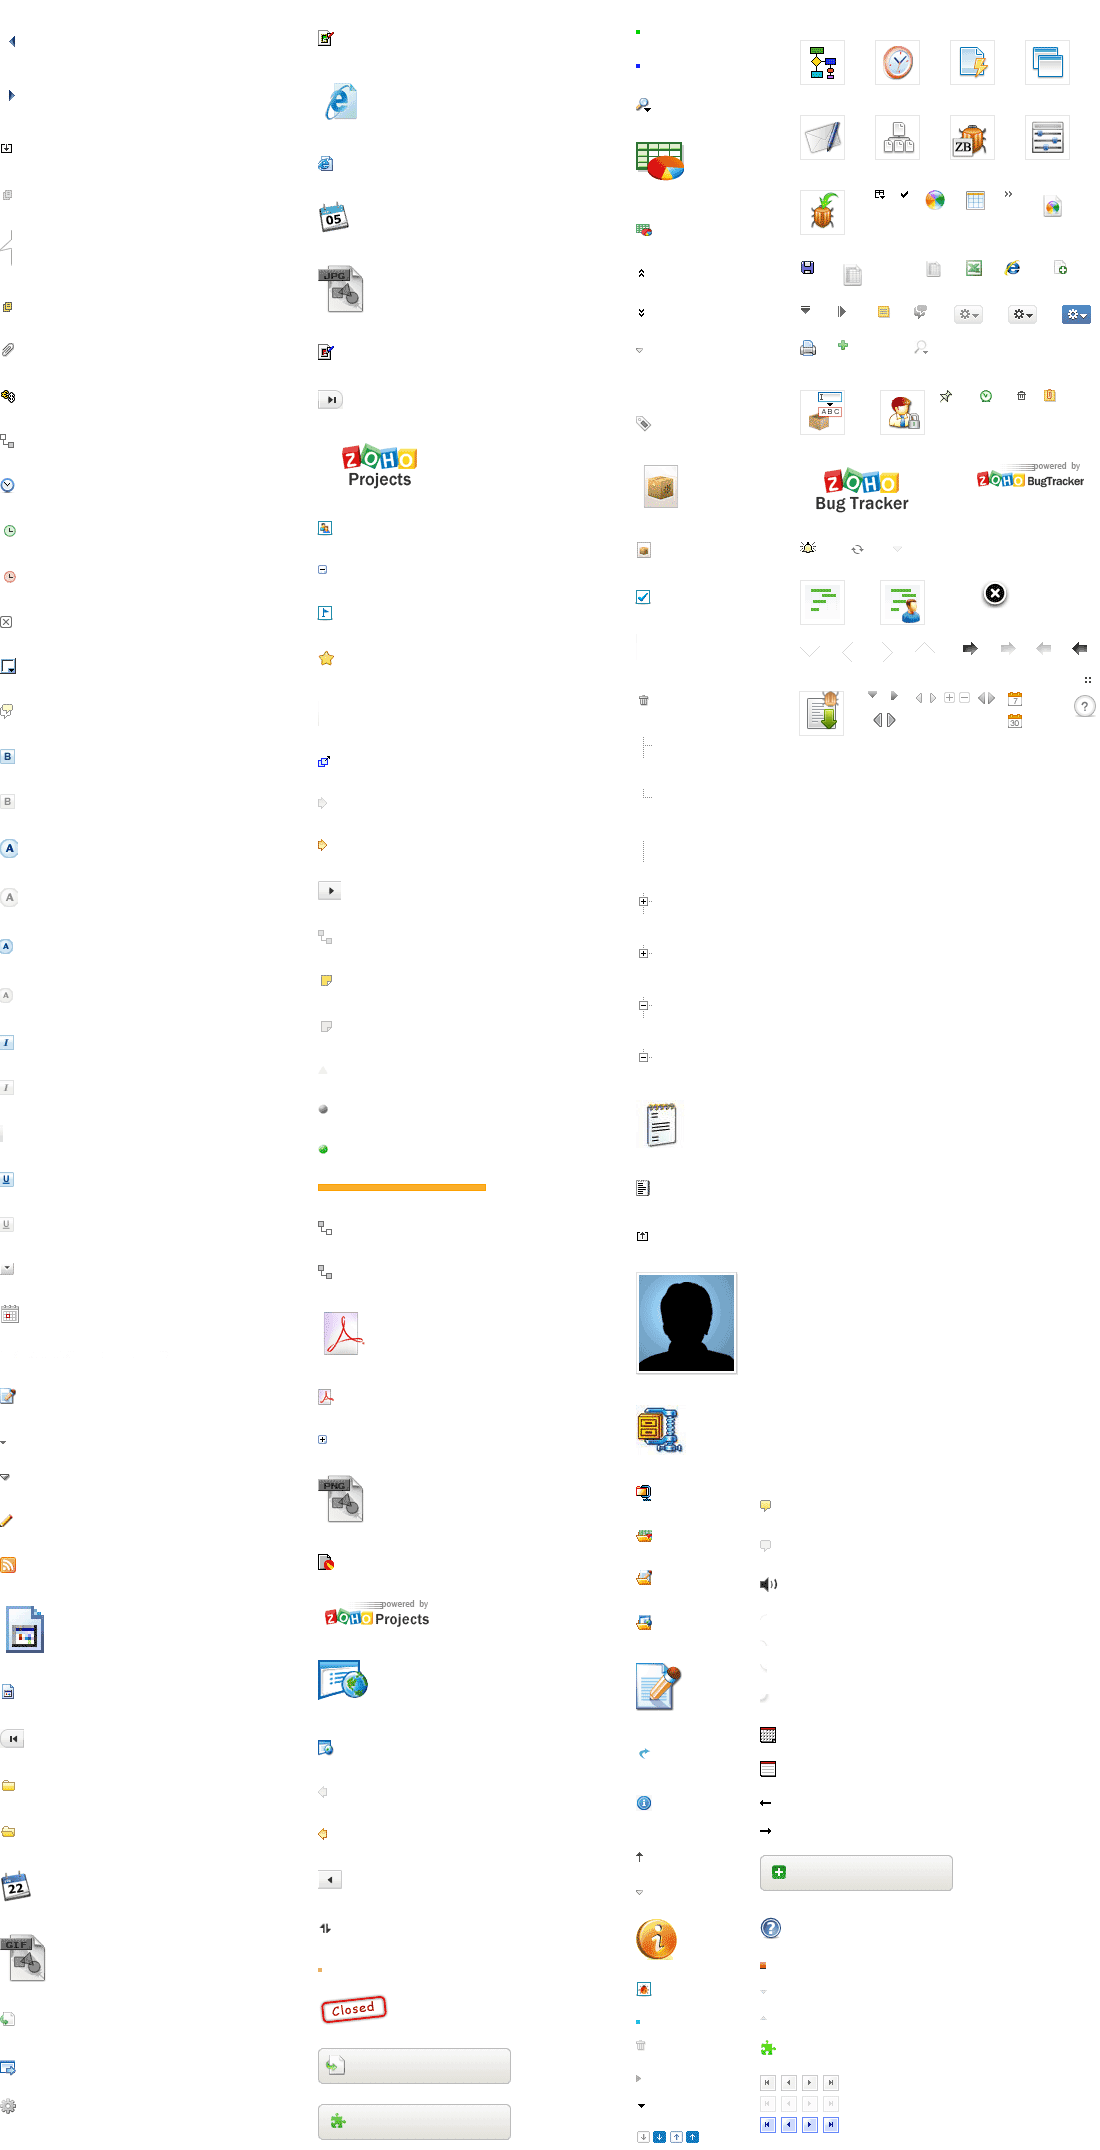 05
JPG
ZOHO
Projects
B
B
A
A
A
A
I
I
U
U
PNG
powered by
ZOHO Projects
22
GIF
Closed
ZB
I
A B C
ZOHO
Bug Tracker
powered by
ZOHO BugTracker
7
30
?
i
i
?